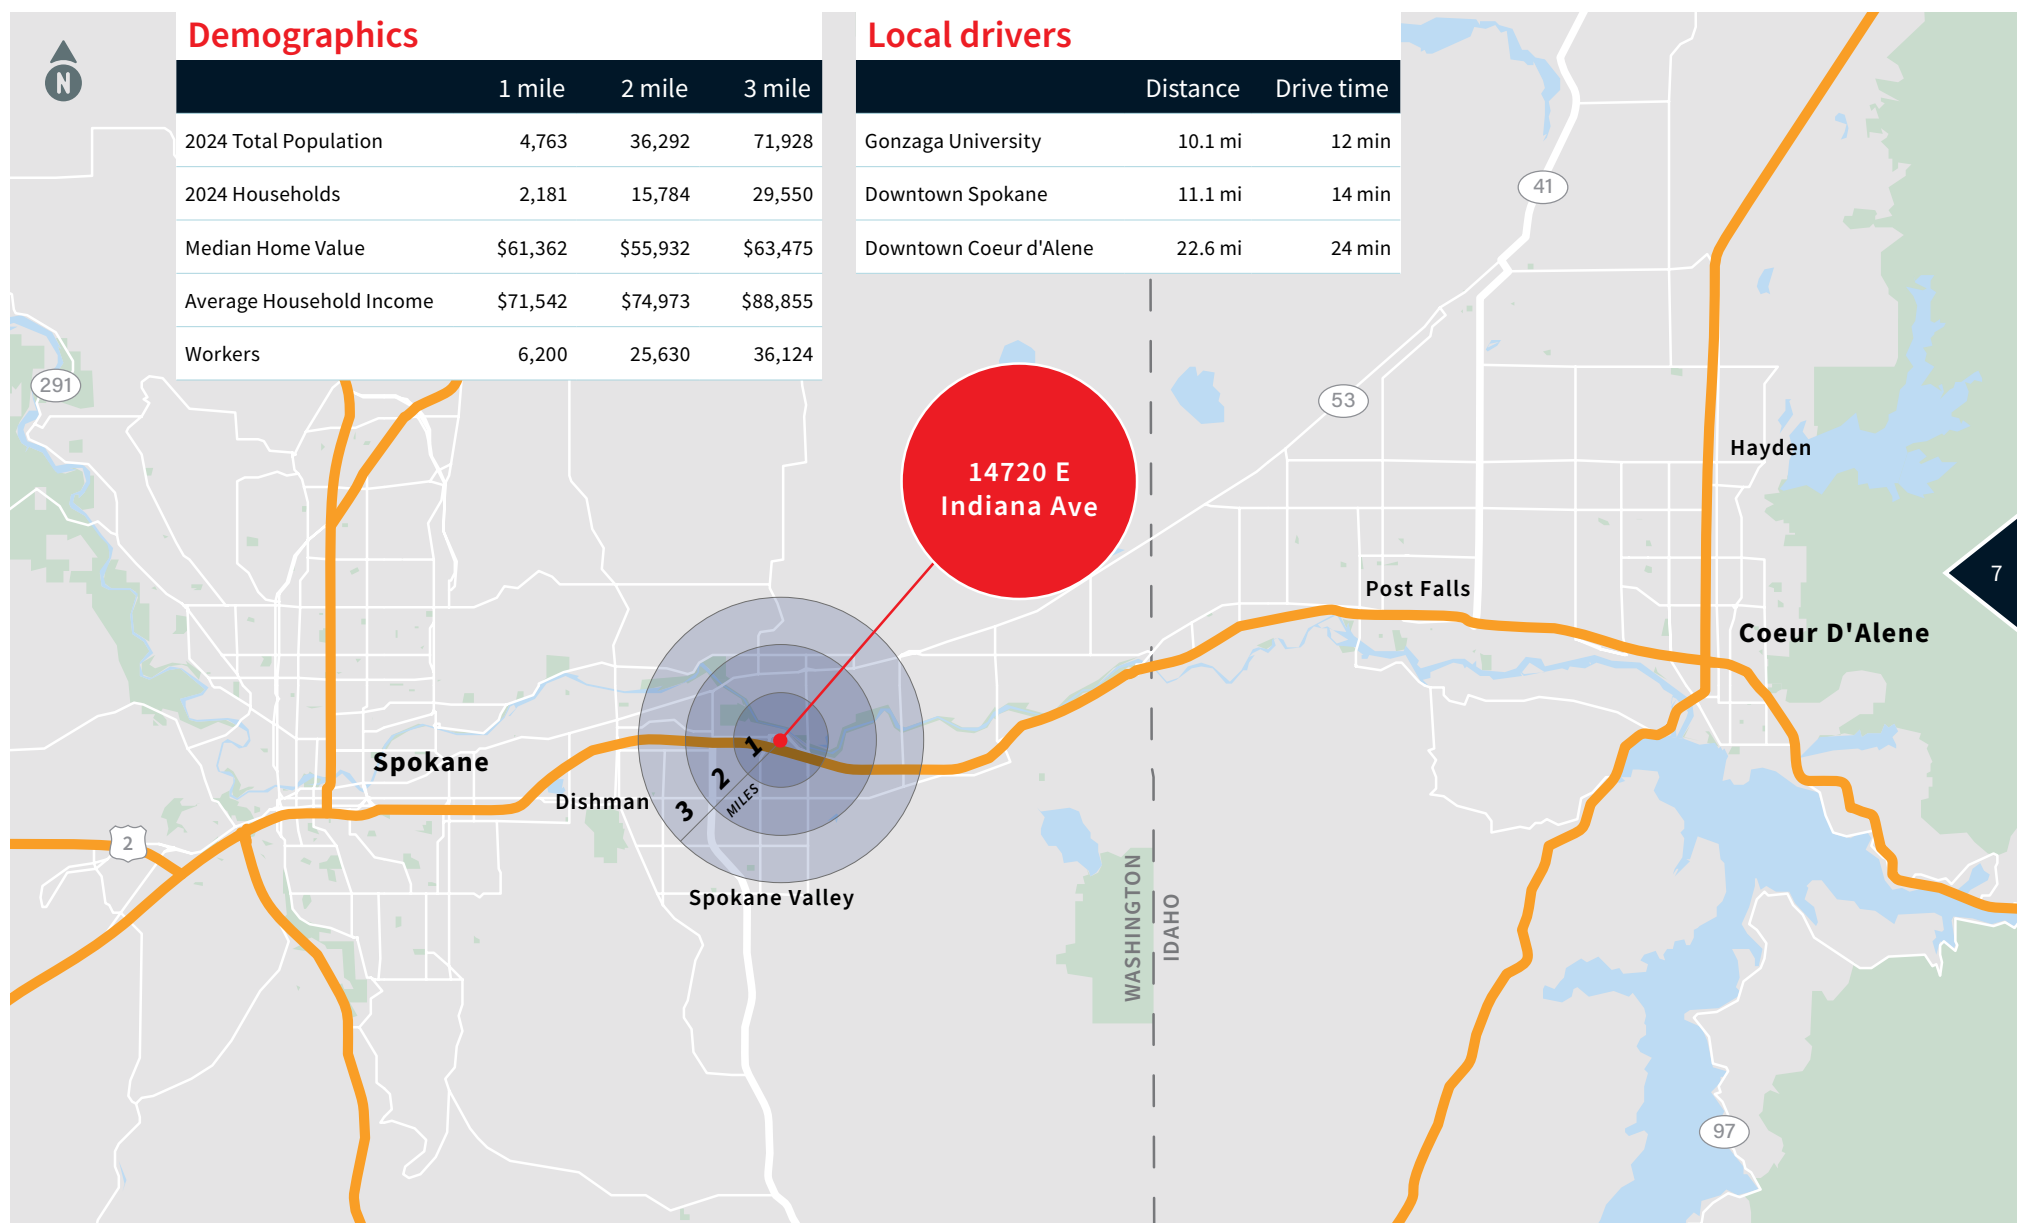 Demographics
1 mile 2 mile 3 mile
2024 Total Population 4,763 36,292 71,928
2024 Households 2,181 15,784 29,550
Median Home Value $61,362 $55,932 $63,475
Average Household Income $71,542 $74,973 $88,855
Workers 6,200 25,630 36,124
Local drivers
Distance Drive time
Gonzaga University 10.1 mi 12 min
Downtown Spokane 11.1 mi 14 min
Downtown Coeur d'Alene 22.6 mi 24 min
N
41
291
53
Hayden
14720 E
Indiana Ave
7
Post Falls
Coeur D'Alene
Spokane
1
2
3
MILES
Dishman
2
Spokane Valley
WASHINGTON
IDAHO
97